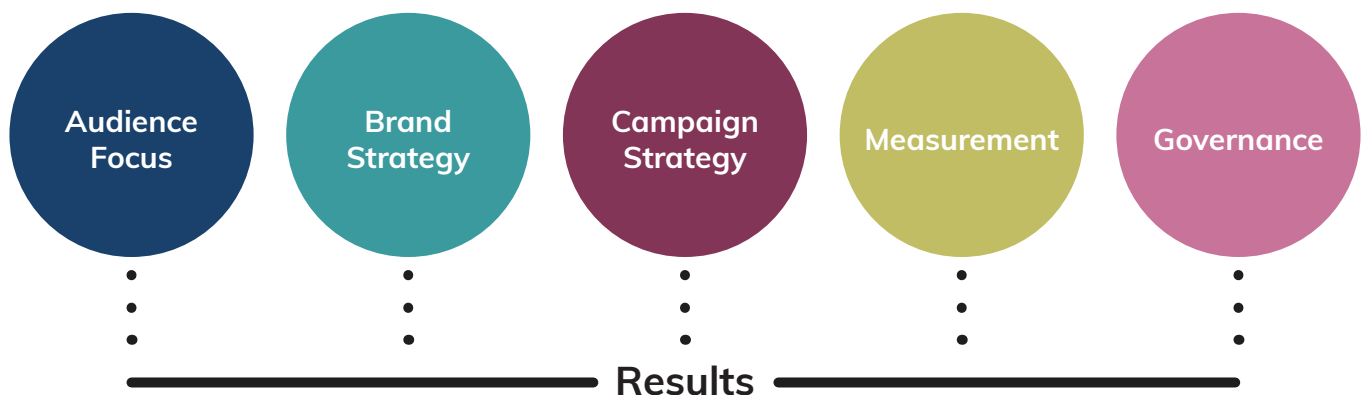 Audience
Focus
Brand
Strategy
Campaign
Strategy
Measurement
Governance
Results